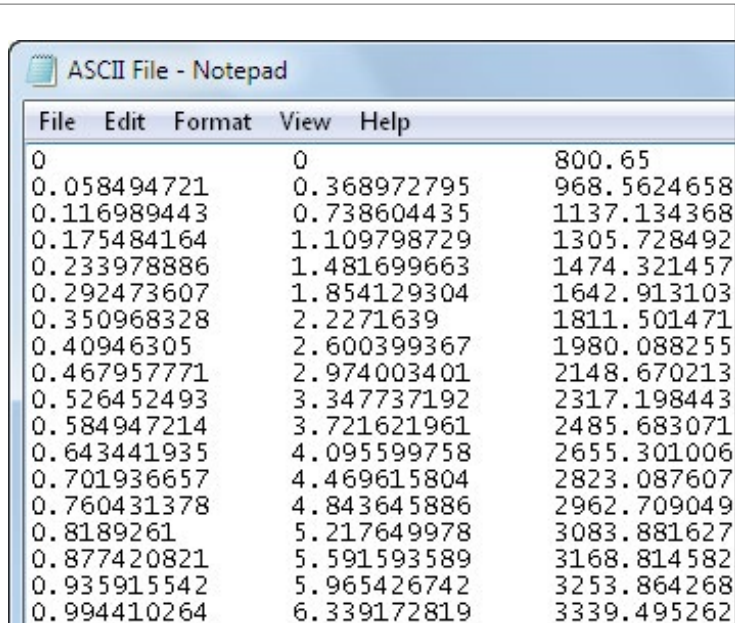 ASCII File - Notepad
File Edit Format View Help
0 0 800.65
0.058494721 0.368972795 968.5624658
0.116989443 0.738604435 1137.134368
0.175484164 1.109798729 1305.728492
0.233978886 1.481699663 1474.321457
0.292473607 1.854129304 1642.913103
0.350968328 2.2271639 1811.501471
0.40946305 2.600399367 1980.088255
0.467957771 2.974003401 2148.670213
0.526452493 3.347737192 2317.198443
0.584947214 3.721621961 2485.683071
0.643441935 4.095599758 2655.301006
0.701936657 4.469615804 2823.087607
0.760431378 4.843645886 2962.709049
0.8189261 5.217649978 3083.881627
0.877420821 5.591593589 3168.814582
0.935915542 5.965426742 3253.864268
0.994410264 6.339172819 3339.495262